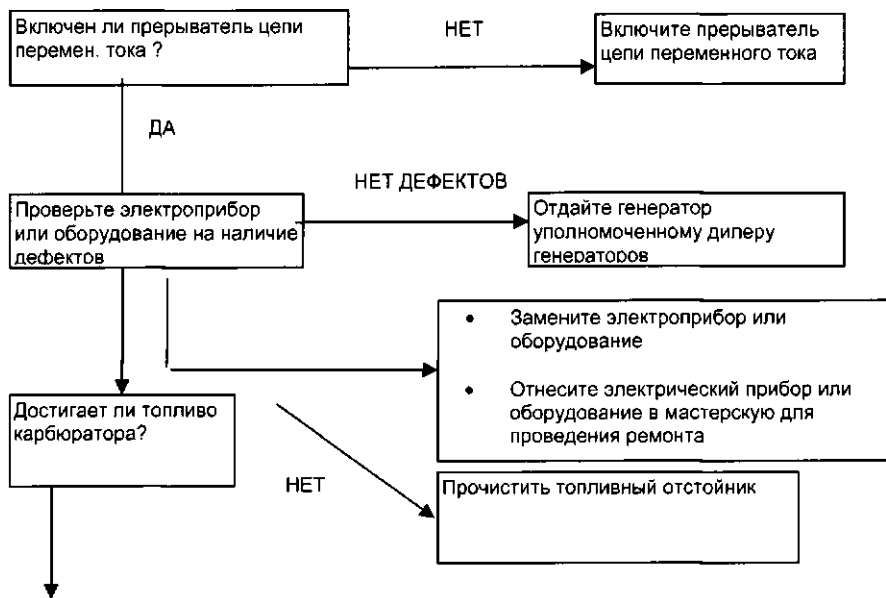 Включен ли прерыватель цепи
перемен. тока ?
НЕТ
Включите прерыватель
цепи переменного тока
ДА
Проверьте электроприбор
или оборудование на наличие
дефектов
НЕТ ДЕФЕКТОВ
Отдайте генератор
уполномоченному дилеру
генераторов
• Замените электроприбор или
оборудование
• Отнесите электрический прибор или
оборудование в мастерскую для
проведения ремонта
Достигает ли топливо
карбюратора?
НЕТ
Прочистить топливный отстойник